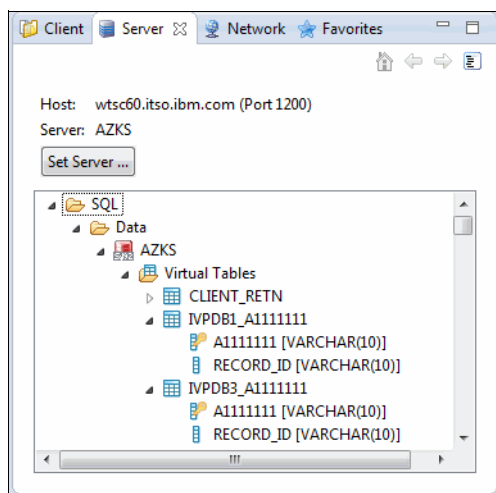 Client Server Network Favorites
Host: wtsc60.itso.ibm.com (Port 1200)
Server: AZKS
Set Server ...
SQL
Data
AZKS
Virtual Tables
CLIENT_RETN
IVPDB1_A1111111
A1111111 [VARCHAR(10)]
RECORD_ID [VARCHAR(10)]
IVPDB3_A1111111
A1111111 [VARCHAR(10)]
RECORD_ID [VARCHAR(10)]